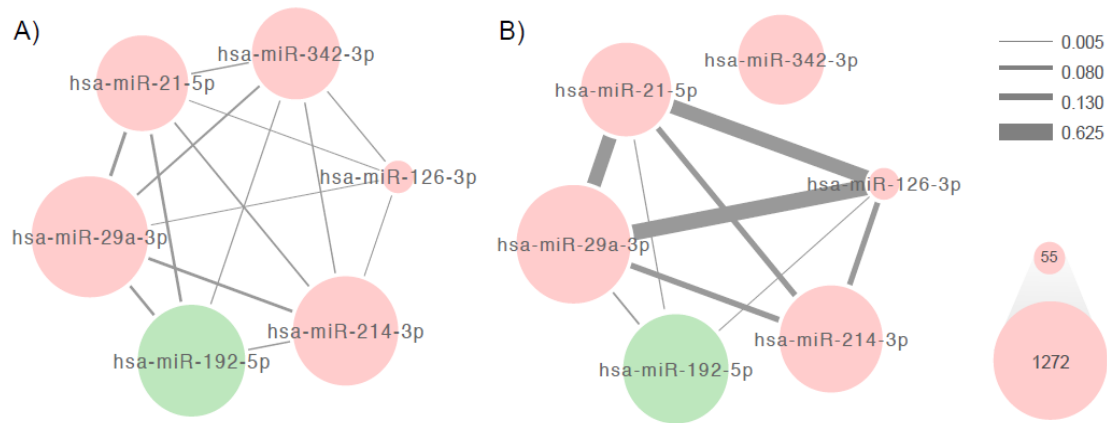 A)
hsa-miR-342-3p
hsa-miR-21-5p
hsa-miR-126-3p
hsa-miR-29a-3p
hsa-miR-214-3p
hsa-miR-192-5p
B)
hsa-miR-342-3p
hsa-miR-21-5p
hsa-miR-126-3p
hsa-miR-29a-3p
hsa-miR-214-3p
hsa-miR-192-5p
0.005
0.080
0.130
0.625
55
1272